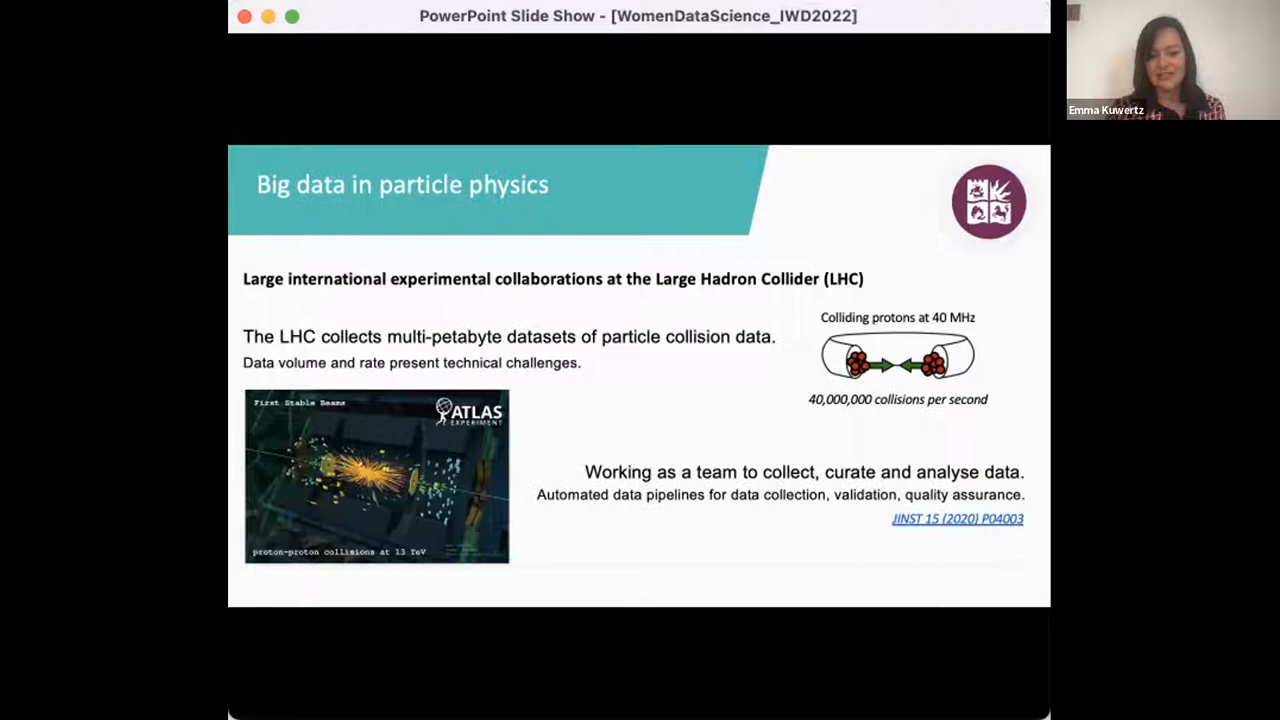 PowerPoint Slide Show - [WomenDataScience_IWD2022]
Emma Kuwertz
Big data in particle physics
Large international experimental collaborations at the Large Hadron Collider (LHC)
The LHC collects multi-petabyte datasets of particle collision data.
Data volume and rate present technical challenges.
Colliding protons at 40 MHz
40,000,000 collisions per second
First Stable Beams
ATLAS
EXPERIMENT
proton-proton collisions at 13 TeV
Working as a team to collect, curate and analyse data.
Automated data pipelines for data collection, validation, quality assurance.
JINST 15 (2020) P04003